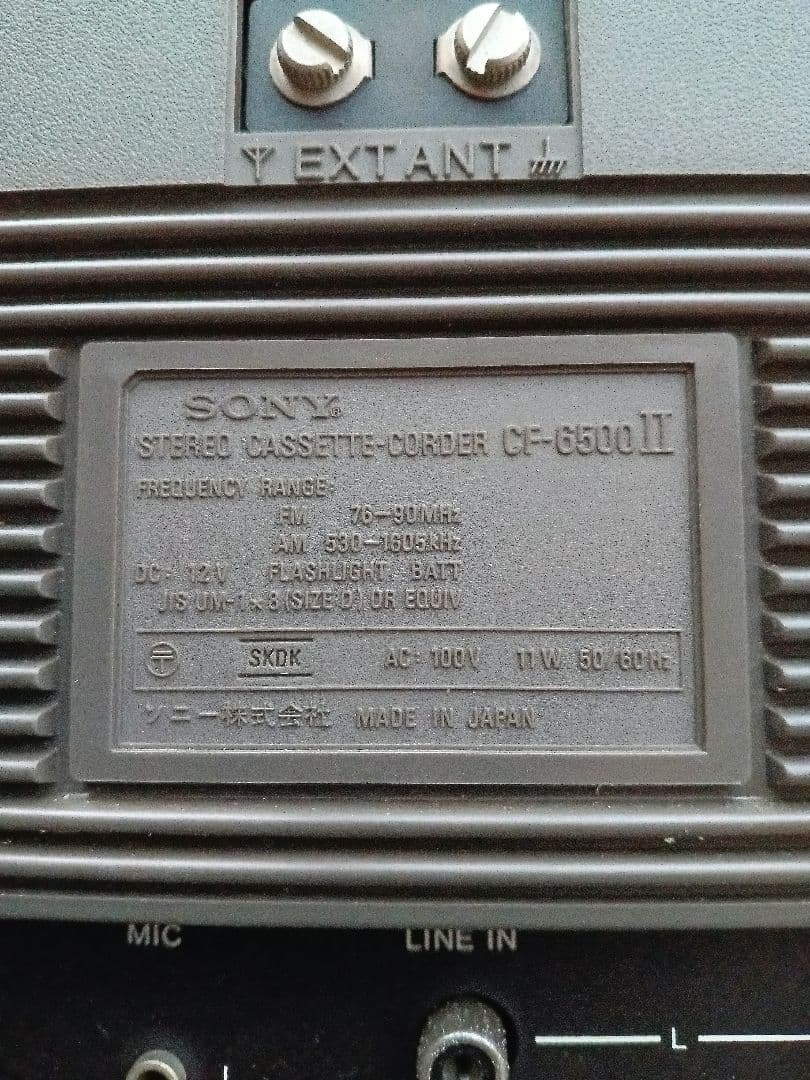 EXT ANT
SONY®
STEREO CASSETTE-CORDER CF-6500II
FREQUENCY RANGE:
FM 76-90MHz
AM 530-1605kHz
DC: 12V FLASHLIGHT BATT
JIS UM-1×8 (SIZE D) OR EQUIV
〒 SKDK AC: 100V 11W 50/60Hz
ソニー株式会社 MADE IN JAPAN
MIC LINE IN
L